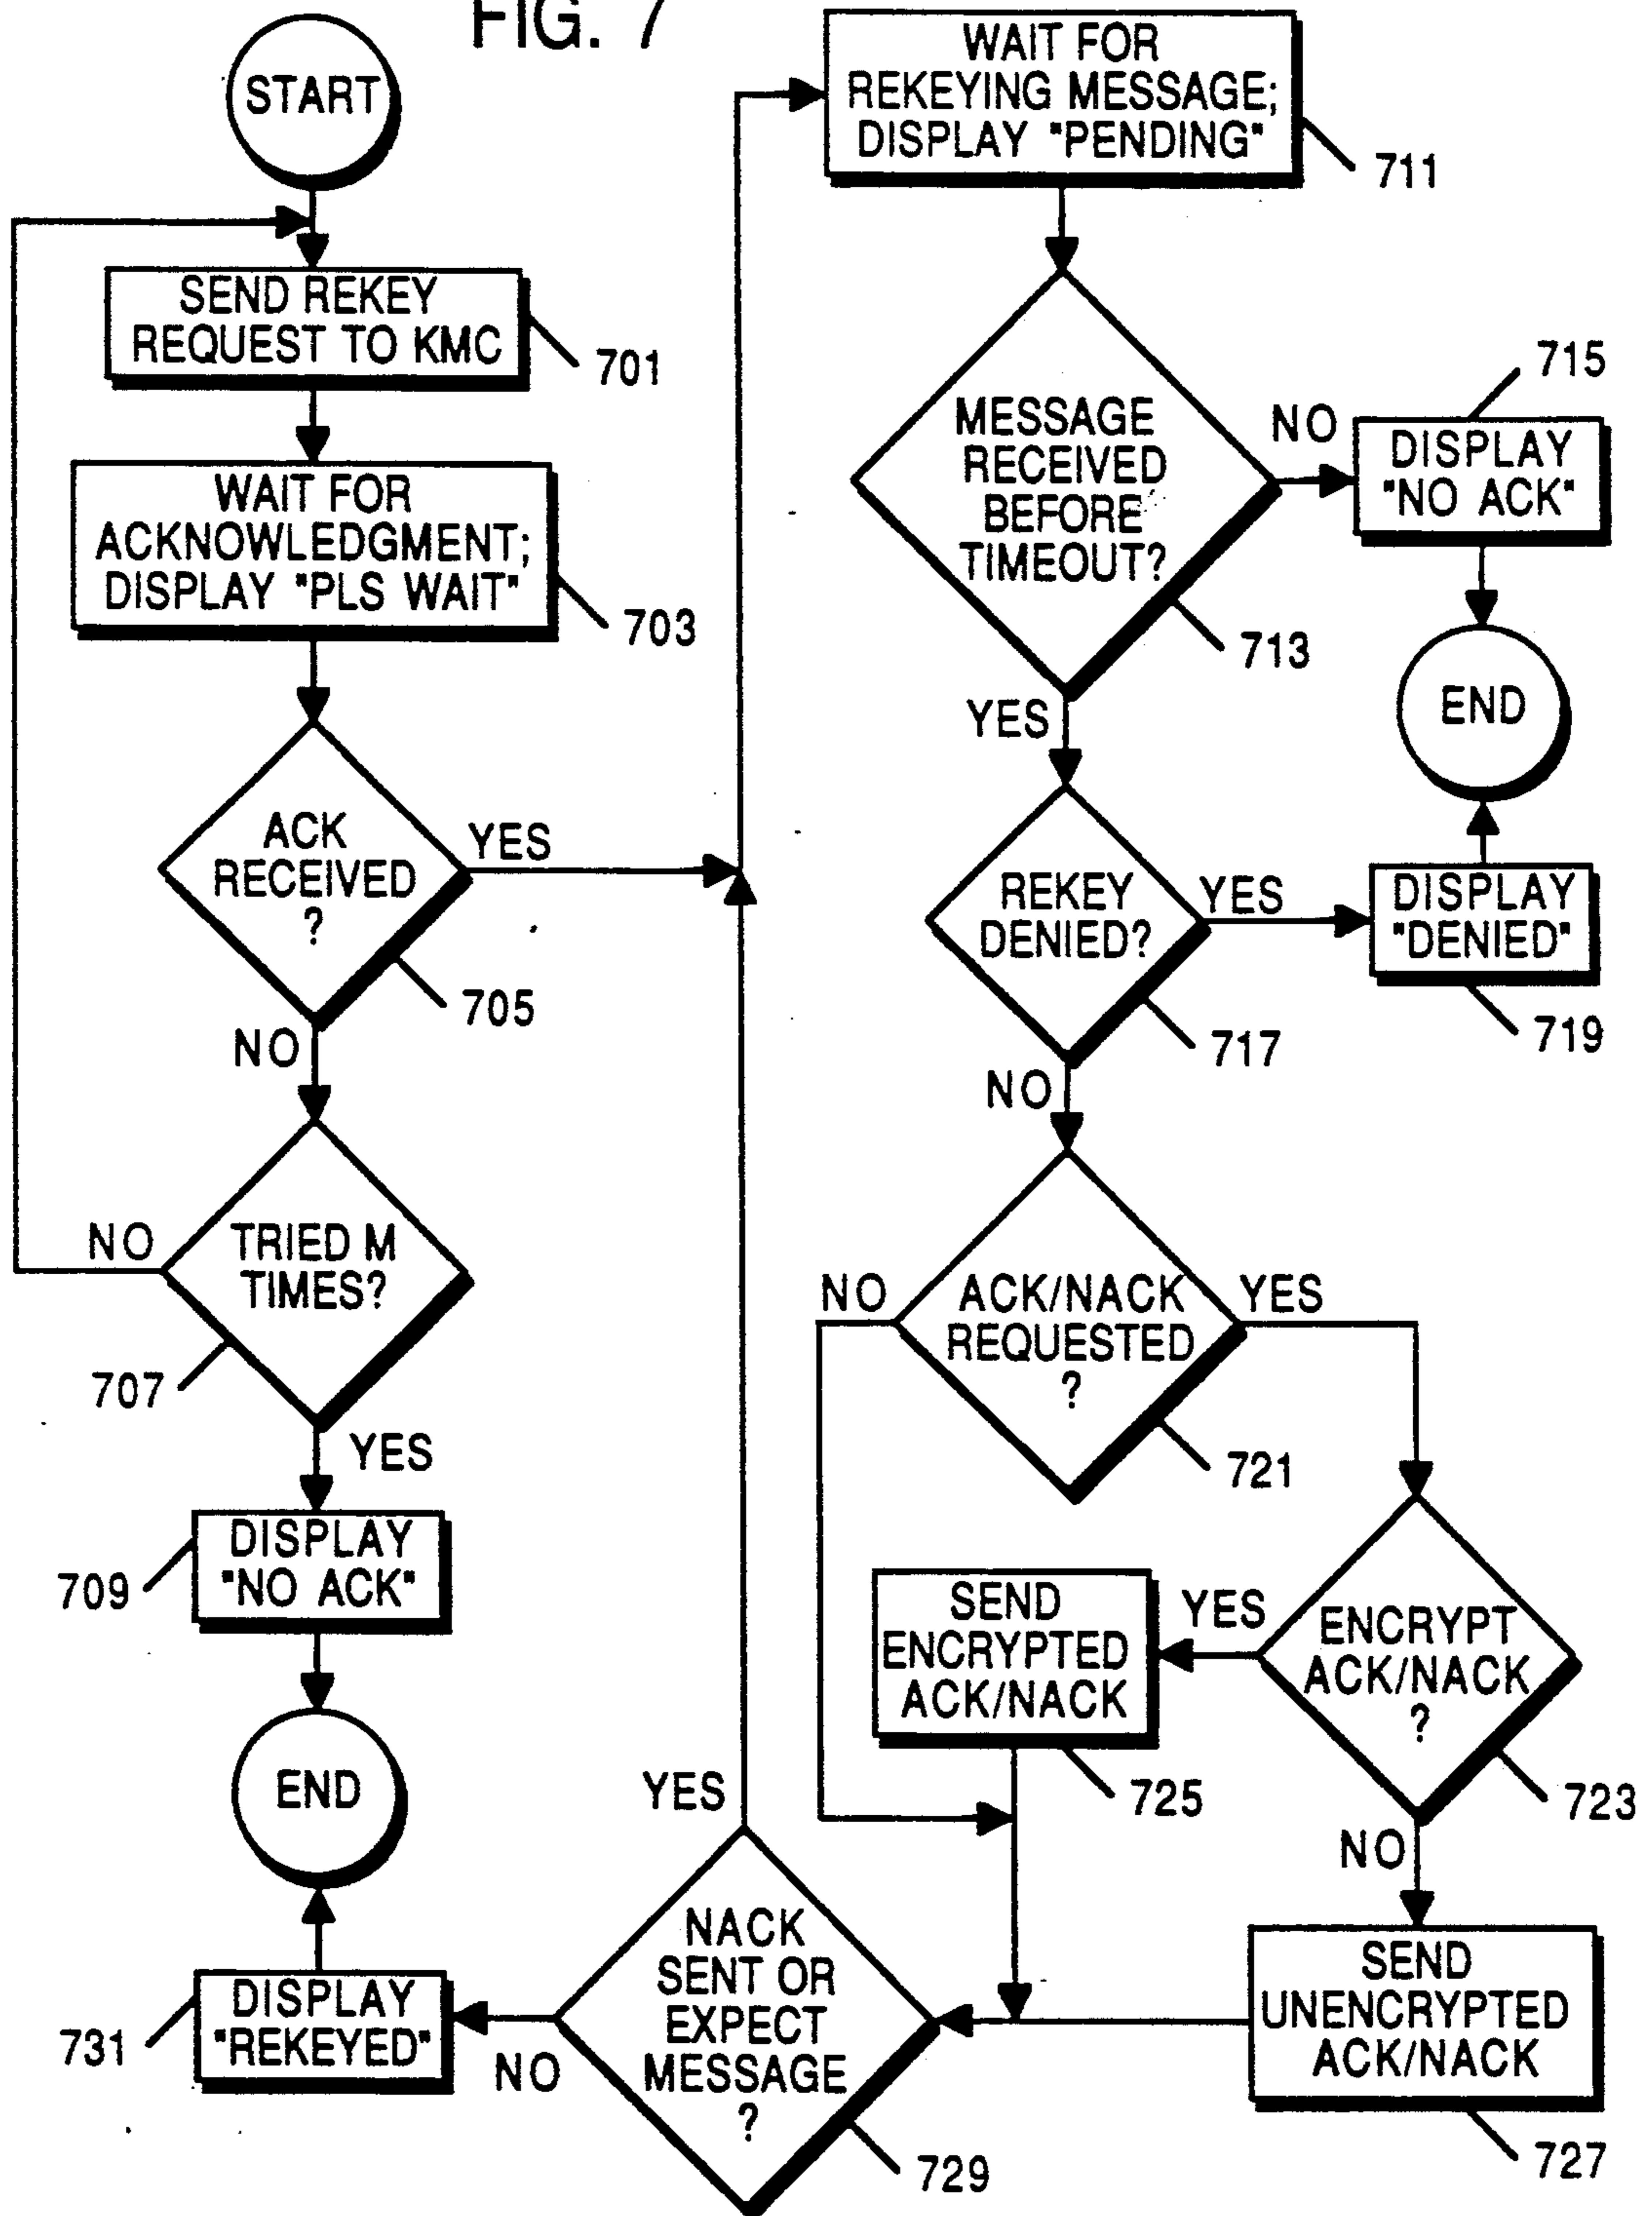 FIG. 7
START
SEND REKEY
REQUEST TO KMC
701
WAIT FOR
ACKNOWLEDGMENT;
DISPLAY "PLS WAIT"
703
ACK
RECEIVED
?
YES
705
NO
TRIED M
TIMES?
NO
707
YES
DISPLAY
"NO ACK"
709
END
DISPLAY
"REKEYED"
731
WAIT FOR
REKEYING MESSAGE;
DISPLAY "PENDING"
711
MESSAGE
RECEIVED
BEFORE
TIMEOUT?
713
NO
715
DISPLAY
"NO ACK"
END
YES
REKEY
DENIED?
YES
717
DISPLAY
"DENIED"
719
NO
ACK/NACK
REQUESTED
?
NO
YES
721
ENCRYPT
ACK/NACK
?
723
YES
SEND
ENCRYPTED
ACK/NACK
725
NO
SEND
UNENCRYPTED
ACK/NACK
727
YES
NACK
SENT OR
EXPECT
MESSAGE
?
NO
729